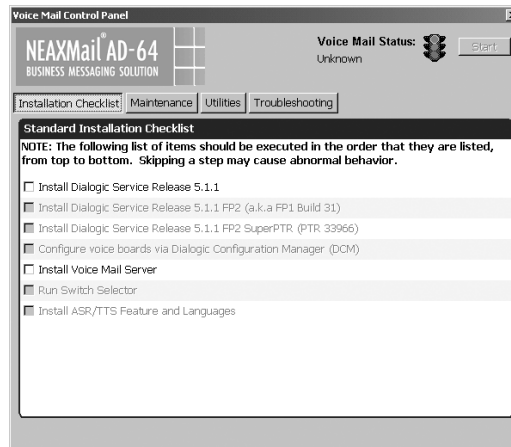 Voice Mail Control Panel
NEAXMail® AD-64
BUSINESS MESSAGING SOLUTION
Voice Mail Status:
Unknown
Start
Installation Checklist Maintenance Utilities Troubleshooting
Standard Installation Checklist
NOTE: The following list of items should be executed in the order that they are listed,
from top to bottom. Skipping a step may cause abnormal behavior.
Install Dialogic Service Release 5.1.1
Install Dialogic Service Release 5.1.1 FP2 (a.k.a FP1 Build 31)
Install Dialogic Service Release 5.1.1 FP2 SuperPTR (PTR 33966)
Configure voice boards via Dialogic Configuration Manager (DCM)
Install Voice Mail Server
Run Switch Selector
Install ASR/TTS Feature and Languages